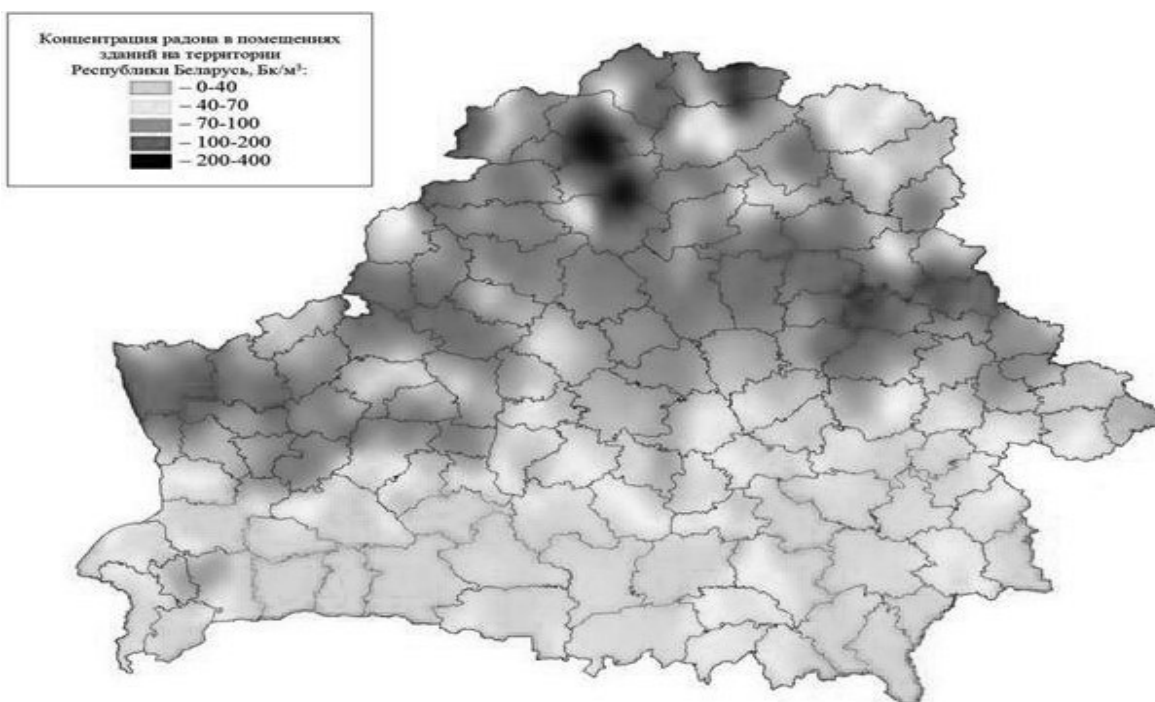 Концентрация радона в помещениях
зданий на территории
Республики Беларусь, Бк/м³:
– 0-40
– 40-70
– 70-100
– 100-200
– 200-400